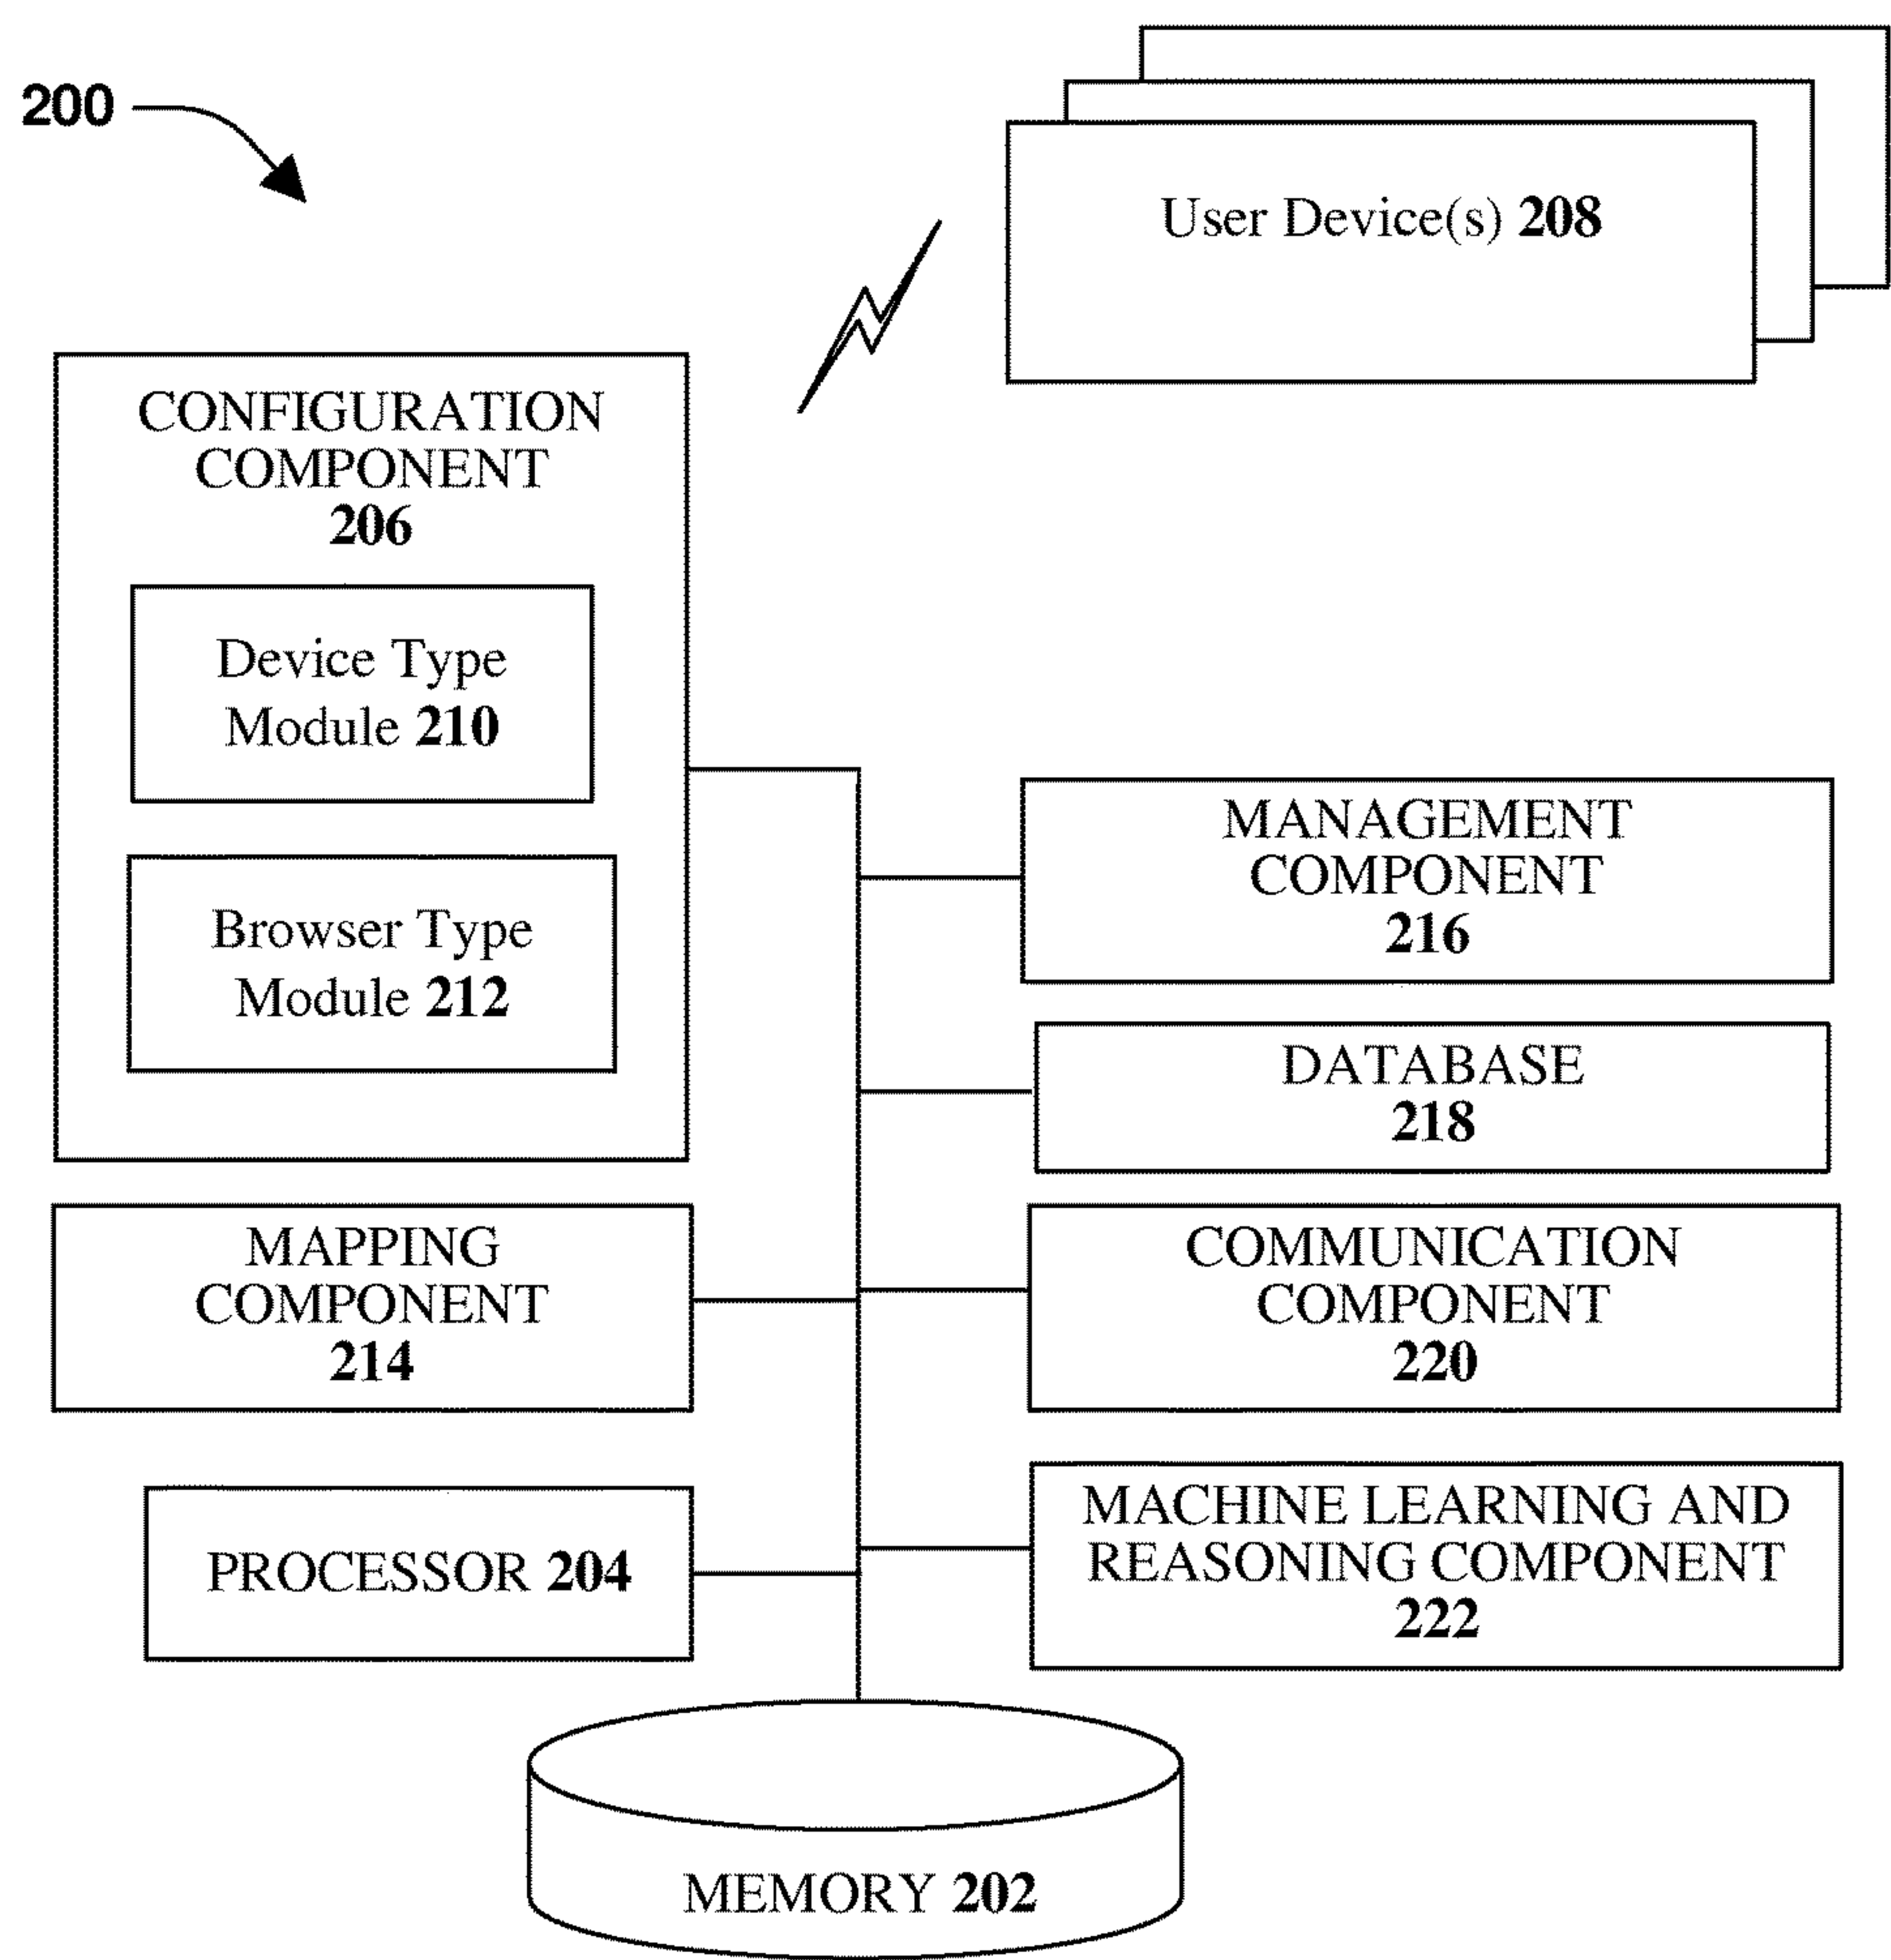 200
User Device(s) 208
CONFIGURATION
COMPONENT
206
Device Type
Module 210
Browser Type
Module 212
MANAGEMENT
COMPONENT
216
DATABASE
218
MAPPING
COMPONENT
214
COMMUNICATION
COMPONENT
220
PROCESSOR 204
MACHINE LEARNING AND
REASONING COMPONENT
222
MEMORY 202